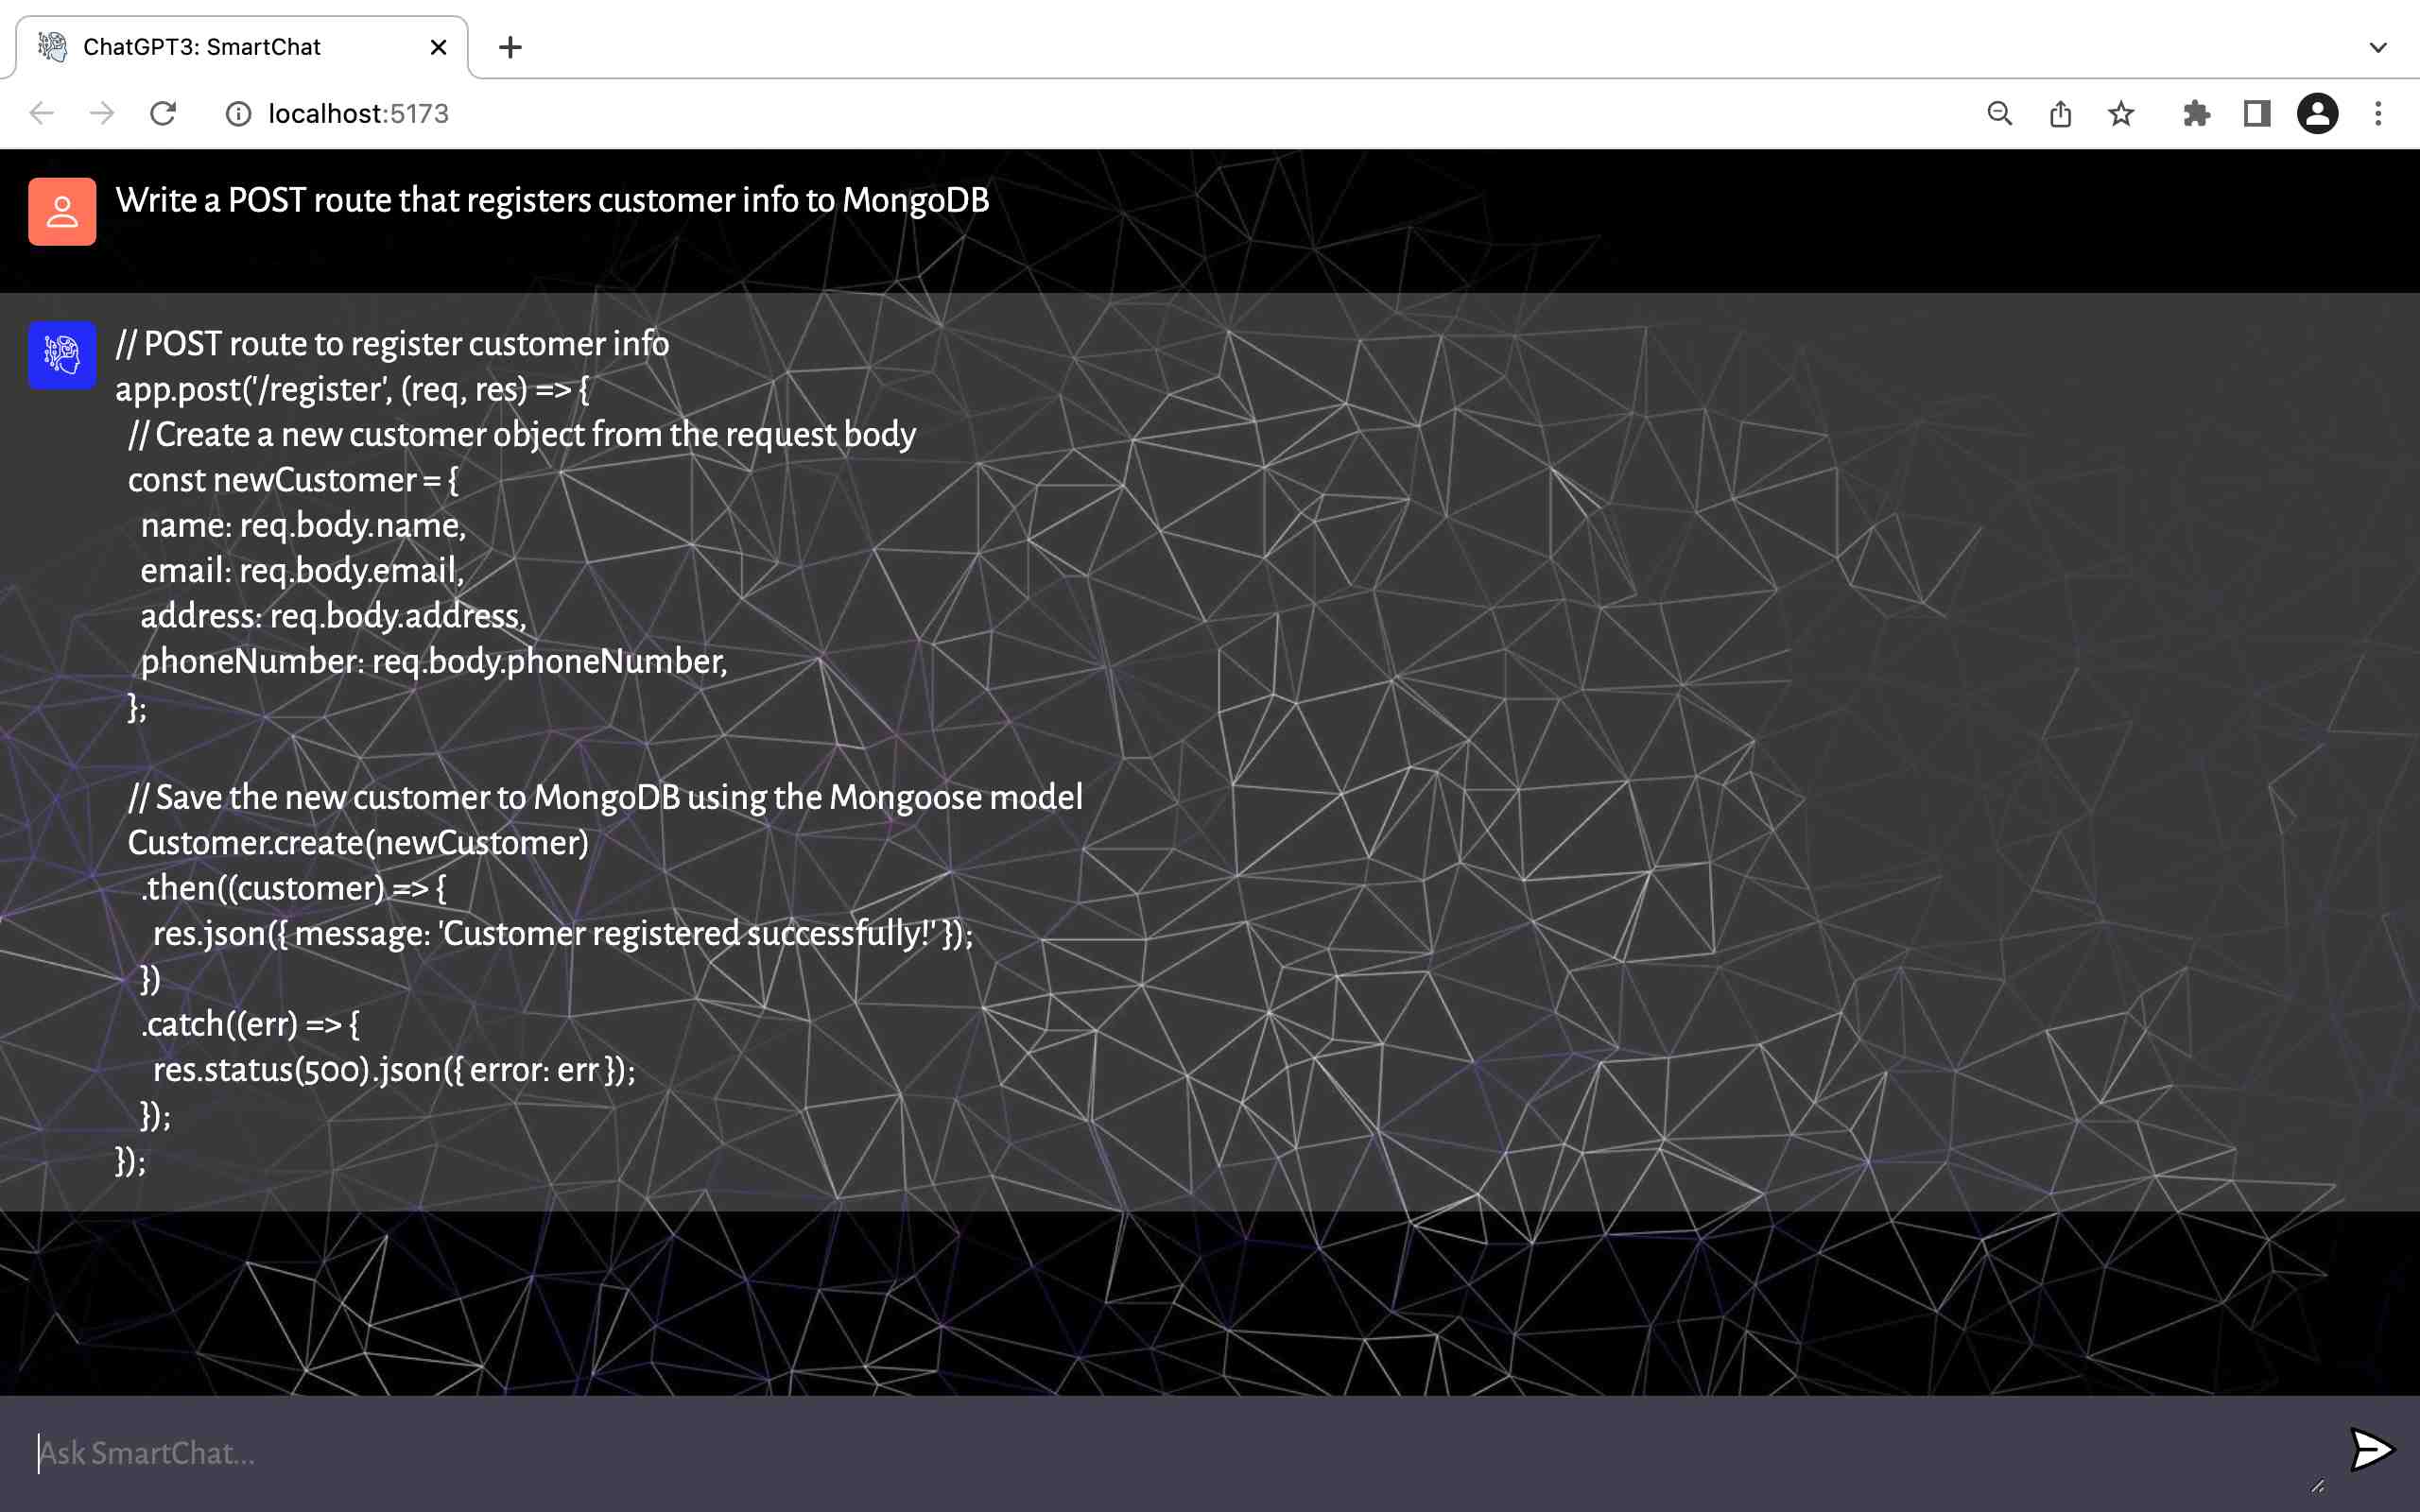 ChatGPT3: SmartChat
localhost:5173
Write a POST route that registers customer info to MongoDB
// POST route to register customer info
app.post('/register', (req, res) => {
// Create a new customer object from the request body
const newCustomer = {
name: req.body.name,
email: req.body.email,
address: req.body.address,
phoneNumber: req.body.phoneNumber,
};
// Save the new customer to MongoDB using the Mongoose model
Customer.create(newCustomer)
.then((customer) => {
res.json({ message: 'Customer registered successfully!' });
})
.catch((err) => {
res.status(500).json({ error: err });
});
});
Ask SmartChat...